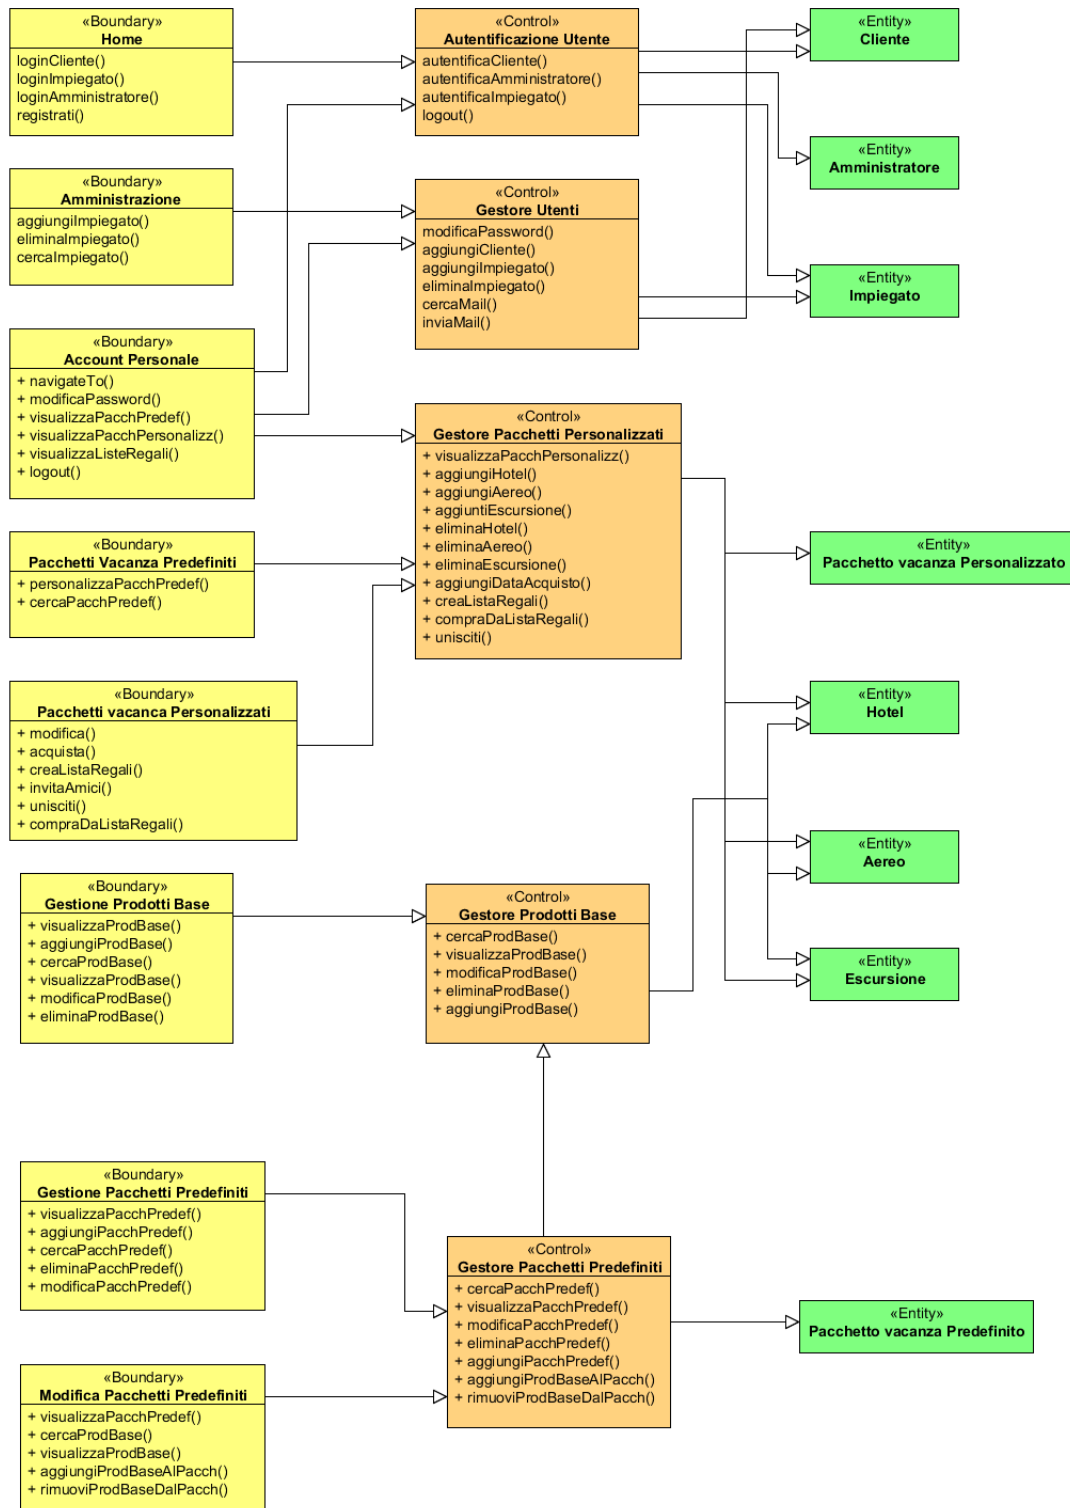 «Boundary»
Home
loginCliente()
loginImpiegato()
loginAmministratore()
registrati()
«Control»
Autentificazione Utente
autentificaCliente()
autentificaAmministratore()
autentificaImpiegato()
logout()
«Entity»
Cliente
«Entity»
Amministratore
«Boundary»
Amministrazione
aggiungiImpiegato()
eliminaImpiegato()
cercaImpiegato()
«Control»
Gestore Utenti
modificaPassword()
aggiungiCliente()
aggiungiImpiegato()
eliminaImpiegato()
cercaMail()
inviaMail()
«Entity»
Impiegato
«Boundary»
Account Personale
+ navigateTo()
+ modificaPassword()
+ visualizzaPacchPredef()
+ visualizzaPacchPersonalizz()
+ visualizzaListeRegali()
+ logout()
«Control»
Gestore Pacchetti Personalizzati
+ visualizzaPacchPersonalizz()
+ aggiungiHotel()
+ aggiungiAereo()
+ aggiuntiEscursione()
+ eliminaHotel()
+ eliminaAereo()
+ eliminaEscursione()
+ aggiungiDataAcquisto()
+ creaListaRegali()
+ compraDaListaRegali()
+ unisciti()
«Boundary»
Pacchetti Vacanza Predefiniti
+ personalizzaPacchPredef()
+ cercaPacchPredef()
«Entity»
Pacchetto vacanza Personalizzato
«Boundary»
Pacchetti vacanca Personalizzati
+ modifica()
+ acquista()
+ creaListaRegali()
+ invitaAmici()
+ unisciti()
+ compraDaListaRegali()
«Entity»
Hotel
«Entity»
Aereo
«Boundary»
Gestione Prodotti Base
+ visualizzaProdBase()
+ aggiungiProdBase()
+ cercaProdBase()
+ visualizzaProdBase()
+ modificaProdBase()
+ eliminaProdBase()
«Control»
Gestore Prodotti Base
+ cercaProdBase()
+ visualizzaProdBase()
+ modificaProdBase()
+ eliminaProdBase()
+ aggiungiProdBase()
«Entity»
Escursione
«Boundary»
Gestione Pacchetti Predefiniti
+ visualizzaPacchPredef()
+ aggiungiPacchPredef()
+ cercaPacchPredef()
+ eliminaPacchPredef()
+ modificaPacchPredef()
«Control»
Gestore Pacchetti Predefiniti
+ cercaPacchPredef()
+ visualizzaPacchPredef()
+ modificaPacchPredef()
+ eliminaPacchPredef()
+ aggiungiPacchPredef()
+ aggiungiProdBaseAlPacch()
+ rimuoviProdBaseDalPacch()
«Entity»
Pacchetto vacanza Predefinito
«Boundary»
Modifica Pacchetti Predefiniti
+ visualizzaPacchPredef()
+ cercaProdBase()
+ visualizzaProdBase()
+ aggiungiProdBaseAlPacch()
+ rimuoviProdBaseDalPacch()